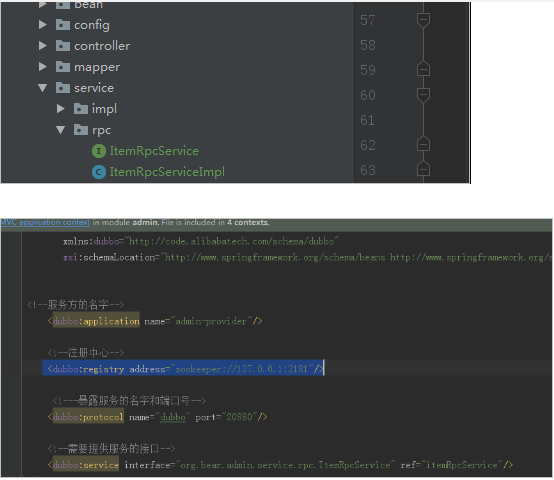 bean
config
controller
mapper
service
impl
rpc
ItemRpcService
ItemRpcServiceImpl
57
58
59
60
61
62
63
MVC application context in module admin. File is included in 4 contexts.
xmlns:dubbo="http://code.alibabatech.com/schema/dubbo"
xsi:schemaLocation="http://www.springframework.org/schema/beans http://www.springframework.org/s
<!--服务方的名字-->
<dubbo:application name="admin-provider"/>
<!--注册中心-->
<dubbo:registry address="zookeeper://127.0.0.1:2181"/>
<!---暴露服务的名字和端口号-->
<dubbo:protocol name="dubbo" port="20880"/>
<!--需要提供服务的接口-->
<dubbo:service interface="org.bear.admin.service.rpc.ItemRpcService" ref="itemRpcService"/>